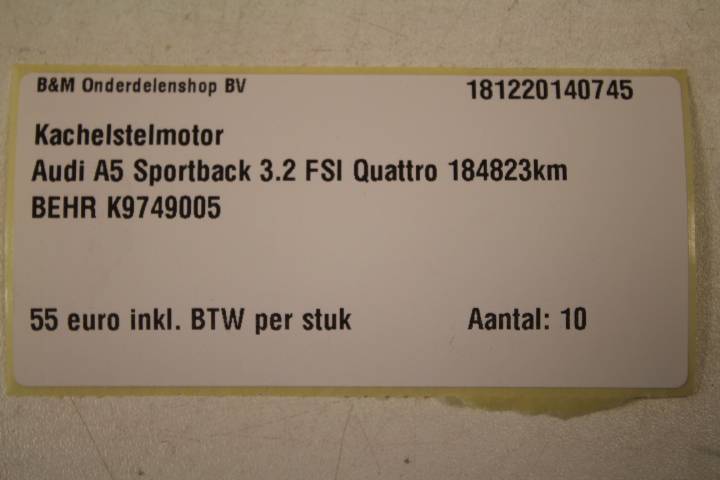 B&M Onderdelenshop BV 181220140745
Kachelstelmotor
Audi A5 Sportback 3.2 FSI Quattro 184823km
BEHR K9749005
55 euro inkl. BTW per stuk Aantal: 10